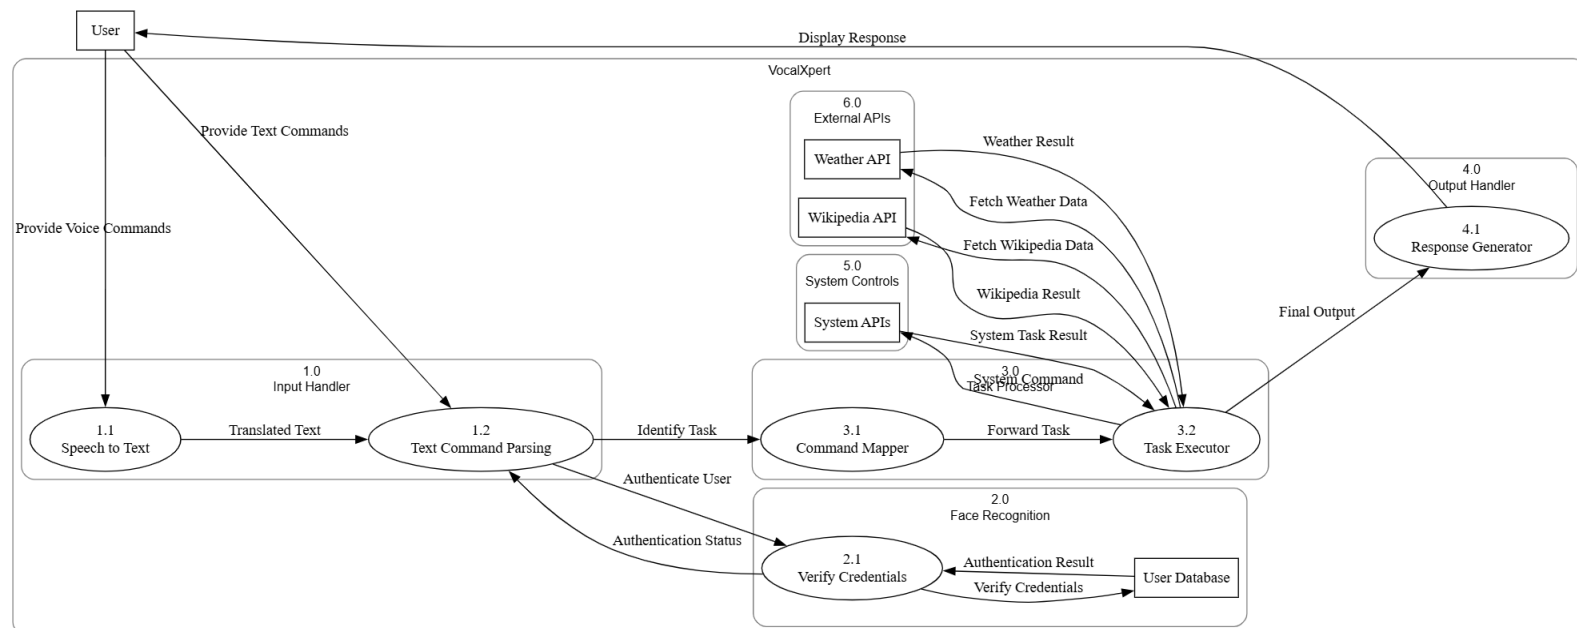 User
Display Response
VocalXpert
6.0
External APIs
Provide Text Commands
Weather Result
Weather API
4.0
Output Handler
Fetch Weather Data
Wikipedia API
Provide Voice Commands
4.1
Response Generator
Fetch Wikipedia Data
5.0
System Controls
Wikipedia Result
Final Output
System APIs
System Task Result
1.0
Input Handler
3.0
Task Processor
System Command
1.1
Speech to Text
Translated Text
1.2
Text Command Parsing
Identify Task
3.1
Command Mapper
Forward Task
3.2
Task Executor
Authenticate User
2.0
Face Recognition
Authentication Status
2.1
Verify Credentials
Authentication Result
Verify Credentials
User Database